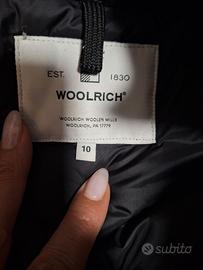 EST. 1830
WOOLRICH®
WOOLRICH WOOLEN MILLS
WOOLRICH, PA 17779
10
subito